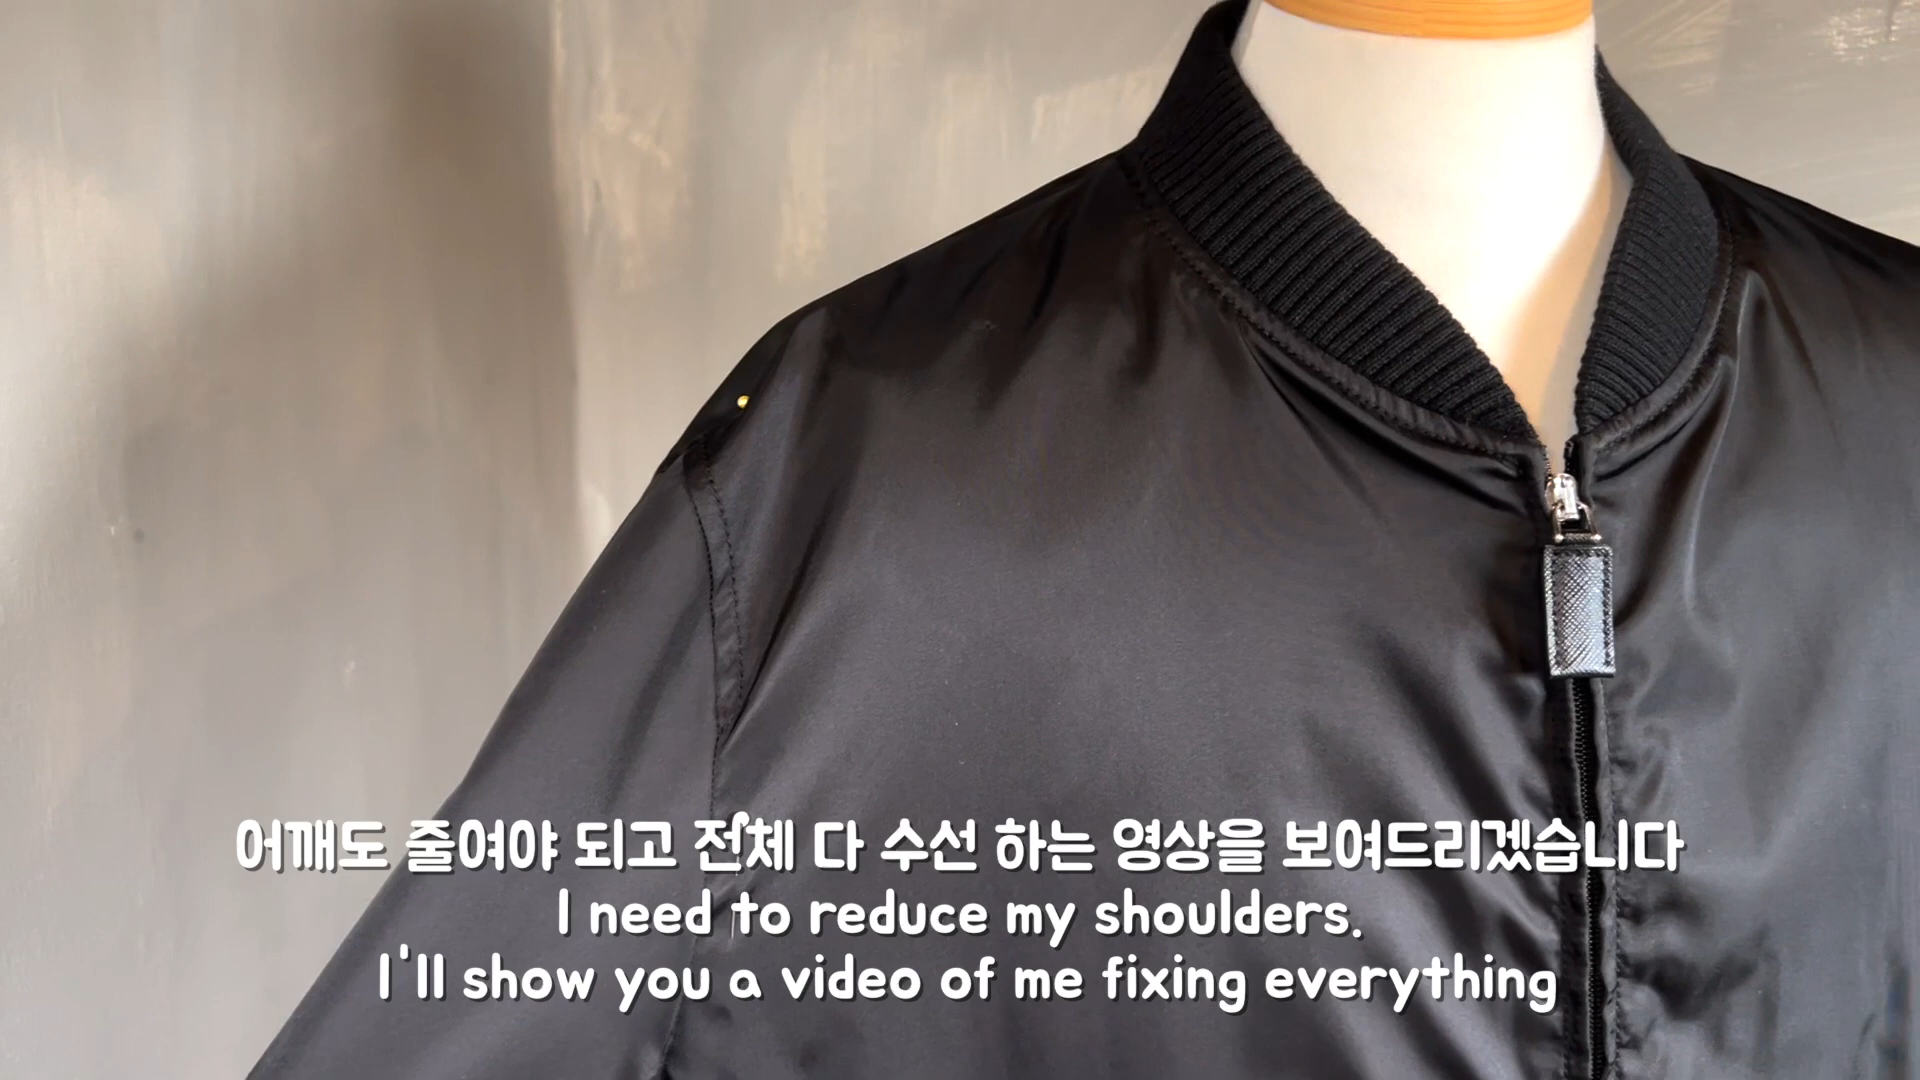 어깨도 줄여야 되고 전체 다 수선 하는 영상을 보여드리겠습니다
I need to reduce my shoulders.
I'll show you a video of me fixing everything